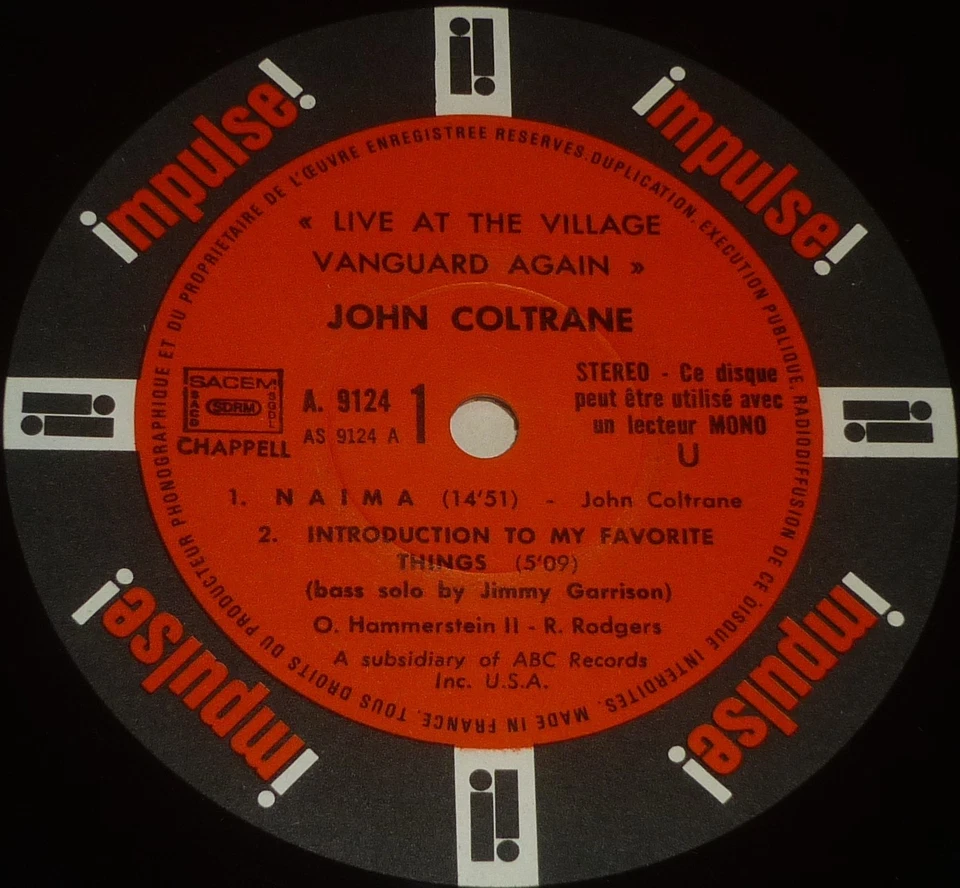 impulse!
impulse!
impulse!
impulse!
TOUS DROITS DU PRODUCTEUR PHONOGRAPHIQUE ET DU PROPRIETAIRE DE L'ŒUVRE ENREGISTREE RESERVES. DUPLICATION, EXECUTION PUBLIQUE, RADIODIFFUSION DE CE DISQUE INTERDITES. MADE IN FRANCE.
« LIVE AT THE VILLAGE
VANGUARD AGAIN »
JOHN COLTRANE
SACEM
SACD
SDRM
SGDL
CHAPPELL
A. 9124
AS 9124 A
1
STEREO - Ce disque
peut être utilisé avec
un lecteur MONO
U
1. NAIMA (14'51) - John Coltrane
2. INTRODUCTION TO MY FAVORITE
THINGS (5'09)
(bass solo by Jimmy Garrison)
O. Hammerstein II - R. Rodgers
A subsidiary of ABC Records
Inc. U.S.A.